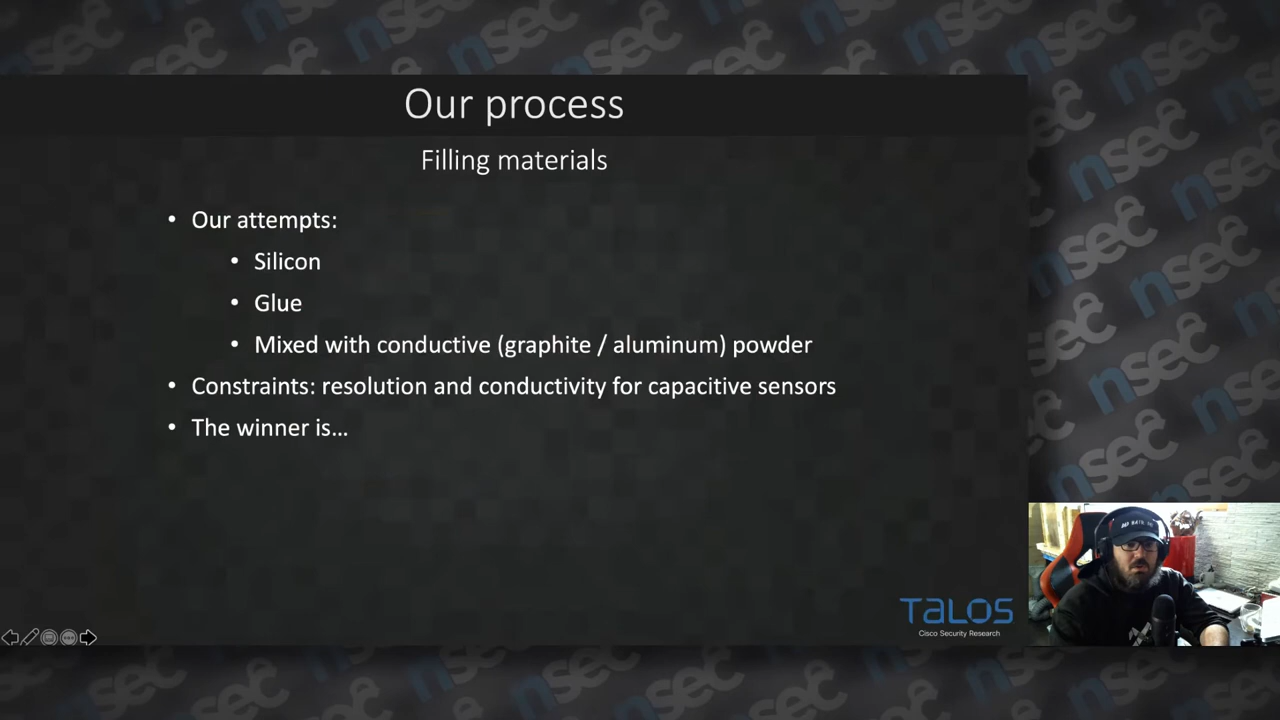 Our process
Filling materials
• Our attempts:
• Silicon
• Glue
• Mixed with conductive (graphite / aluminum) powder
• Constraints: resolution and conductivity for capacitive sensors
• The winner is...
TALOS
Cisco Security Research
nsec